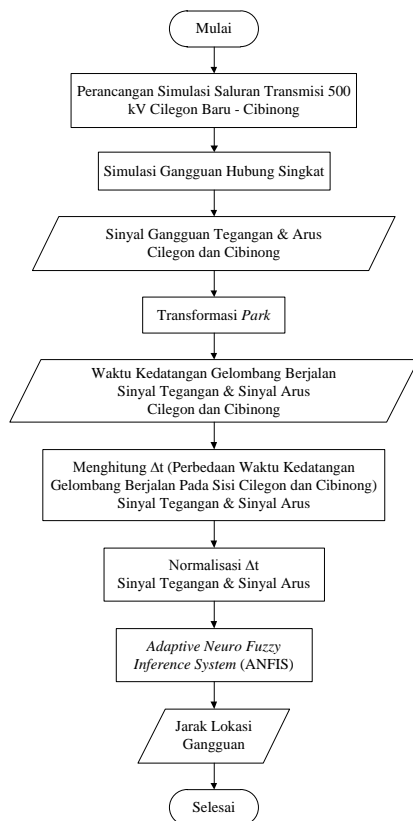 Mulai
Perancangan Simulasi Saluran Transmisi 500
kV Cilegon Baru - Cibinong
Simulasi Gangguan Hubung Singkat
Sinyal Gangguan Tegangan & Arus
Cilegon dan Cibinong
Transformasi Park
Waktu Kedatangan Gelombang Berjalan
Sinyal Tegangan & Sinyal Arus
Cilegon dan Cibinong
Menghitung Δt (Perbedaan Waktu Kedatangan
Gelombang Berjalan Pada Sisi Cilegon dan Cibinong)
Sinyal Tegangan & Sinyal Arus
Normalisasi Δt
Sinyal Tegangan & Sinyal Arus
Adaptive Neuro Fuzzy
Inference System (ANFIS)
Jarak Lokasi
Gangguan
Selesai